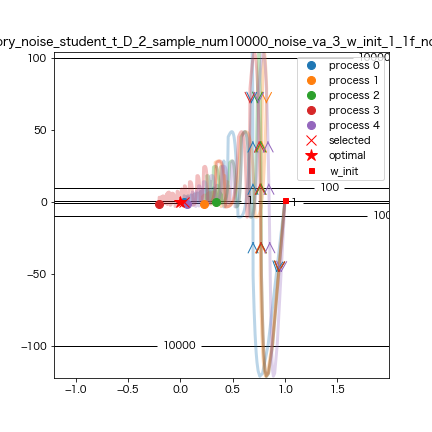 ory_noise_student_t_D_2_sample_num10000_noise_va_3_w_init_1_1f_no
10000
100
process 0
process 1
process 2
process 3
process 4
selected
optimal
w_init
50
100
1
1
0
100
−50
10000
−100
−1.0 −0.5 0.0 0.5 1.0 1.5